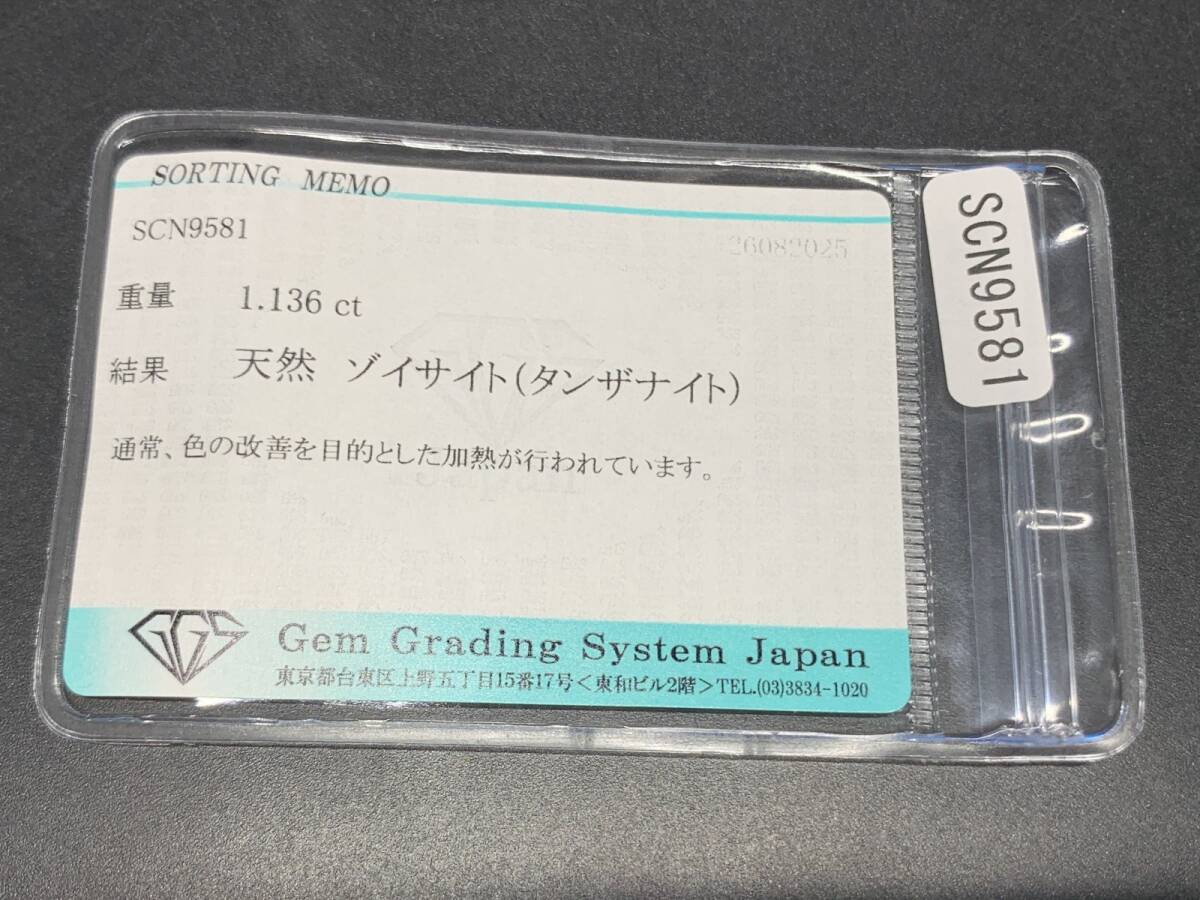 SORTING MEMO
SCN9581
26082025
重量 1.136 ct
結果 天然 ゾイサイト(タンザナイト)
通常、色の改善を目的とした加熱が行われています。
GGS
Gem Grading System Japan
東京都台東区上野五丁目15番17号<東和ビル2階>TEL.(03)3834-1020
SCN9581